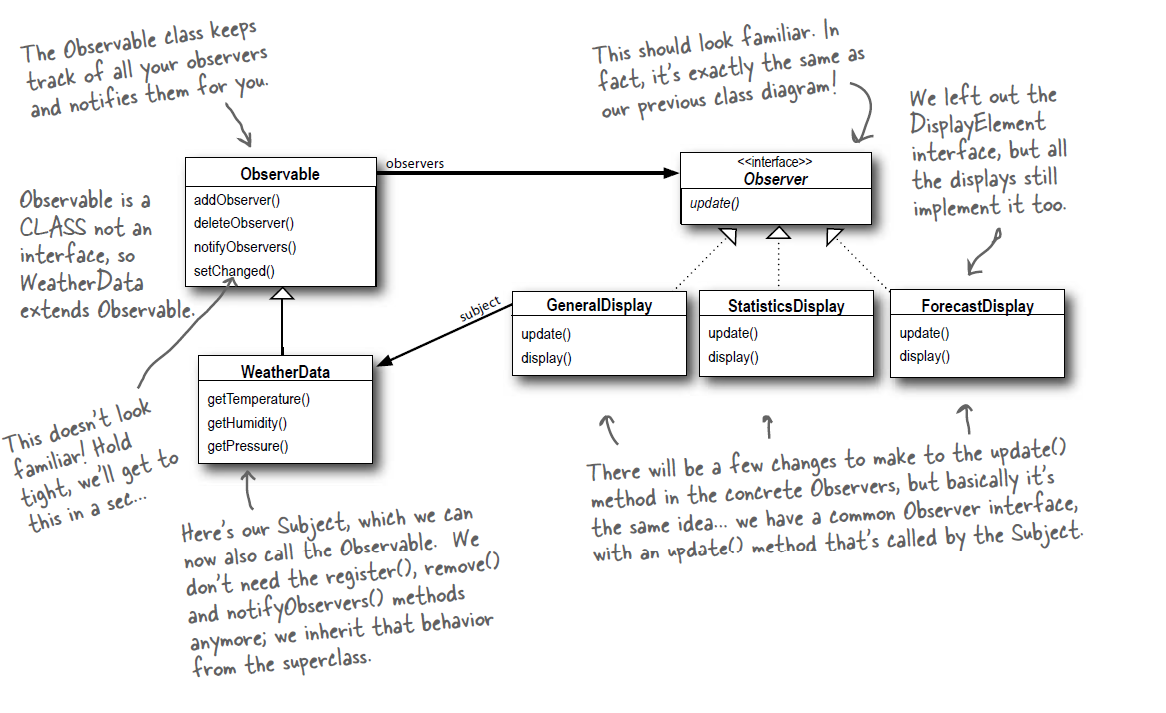 The Observable class keeps
track of all your observers
and notifies them for you.
This should look familiar. In
fact, it's exactly the same as
our previous class diagram!
We left out the
DisplayElement
interface, but all
the displays still
implement it too.
Observable is a
CLASS not an
interface, so
WeatherData
extends Observable.
Observable
addObserver()
deleteObserver()
notifyObservers()
setChanged()
observers
<<interface>>
Observer
update()
subject
GeneralDisplay
update()
display()
StatisticsDisplay
update()
display()
ForecastDisplay
update()
display()
WeatherData
getTemperature()
getHumidity()
getPressure()
This doesn't look
familiar! Hold
tight, we'll get to
this in a sec...
Here's our Subject, which we can
now also call the Observable. We
don't need the register(), remove()
and notifyObservers() methods
anymore; we inherit that behavior
from the superclass.
There will be a few changes to make to the update()
method in the concrete Observers, but basically it's
the same idea... we have a common Observer interface,
with an update() method that's called by the Subject.